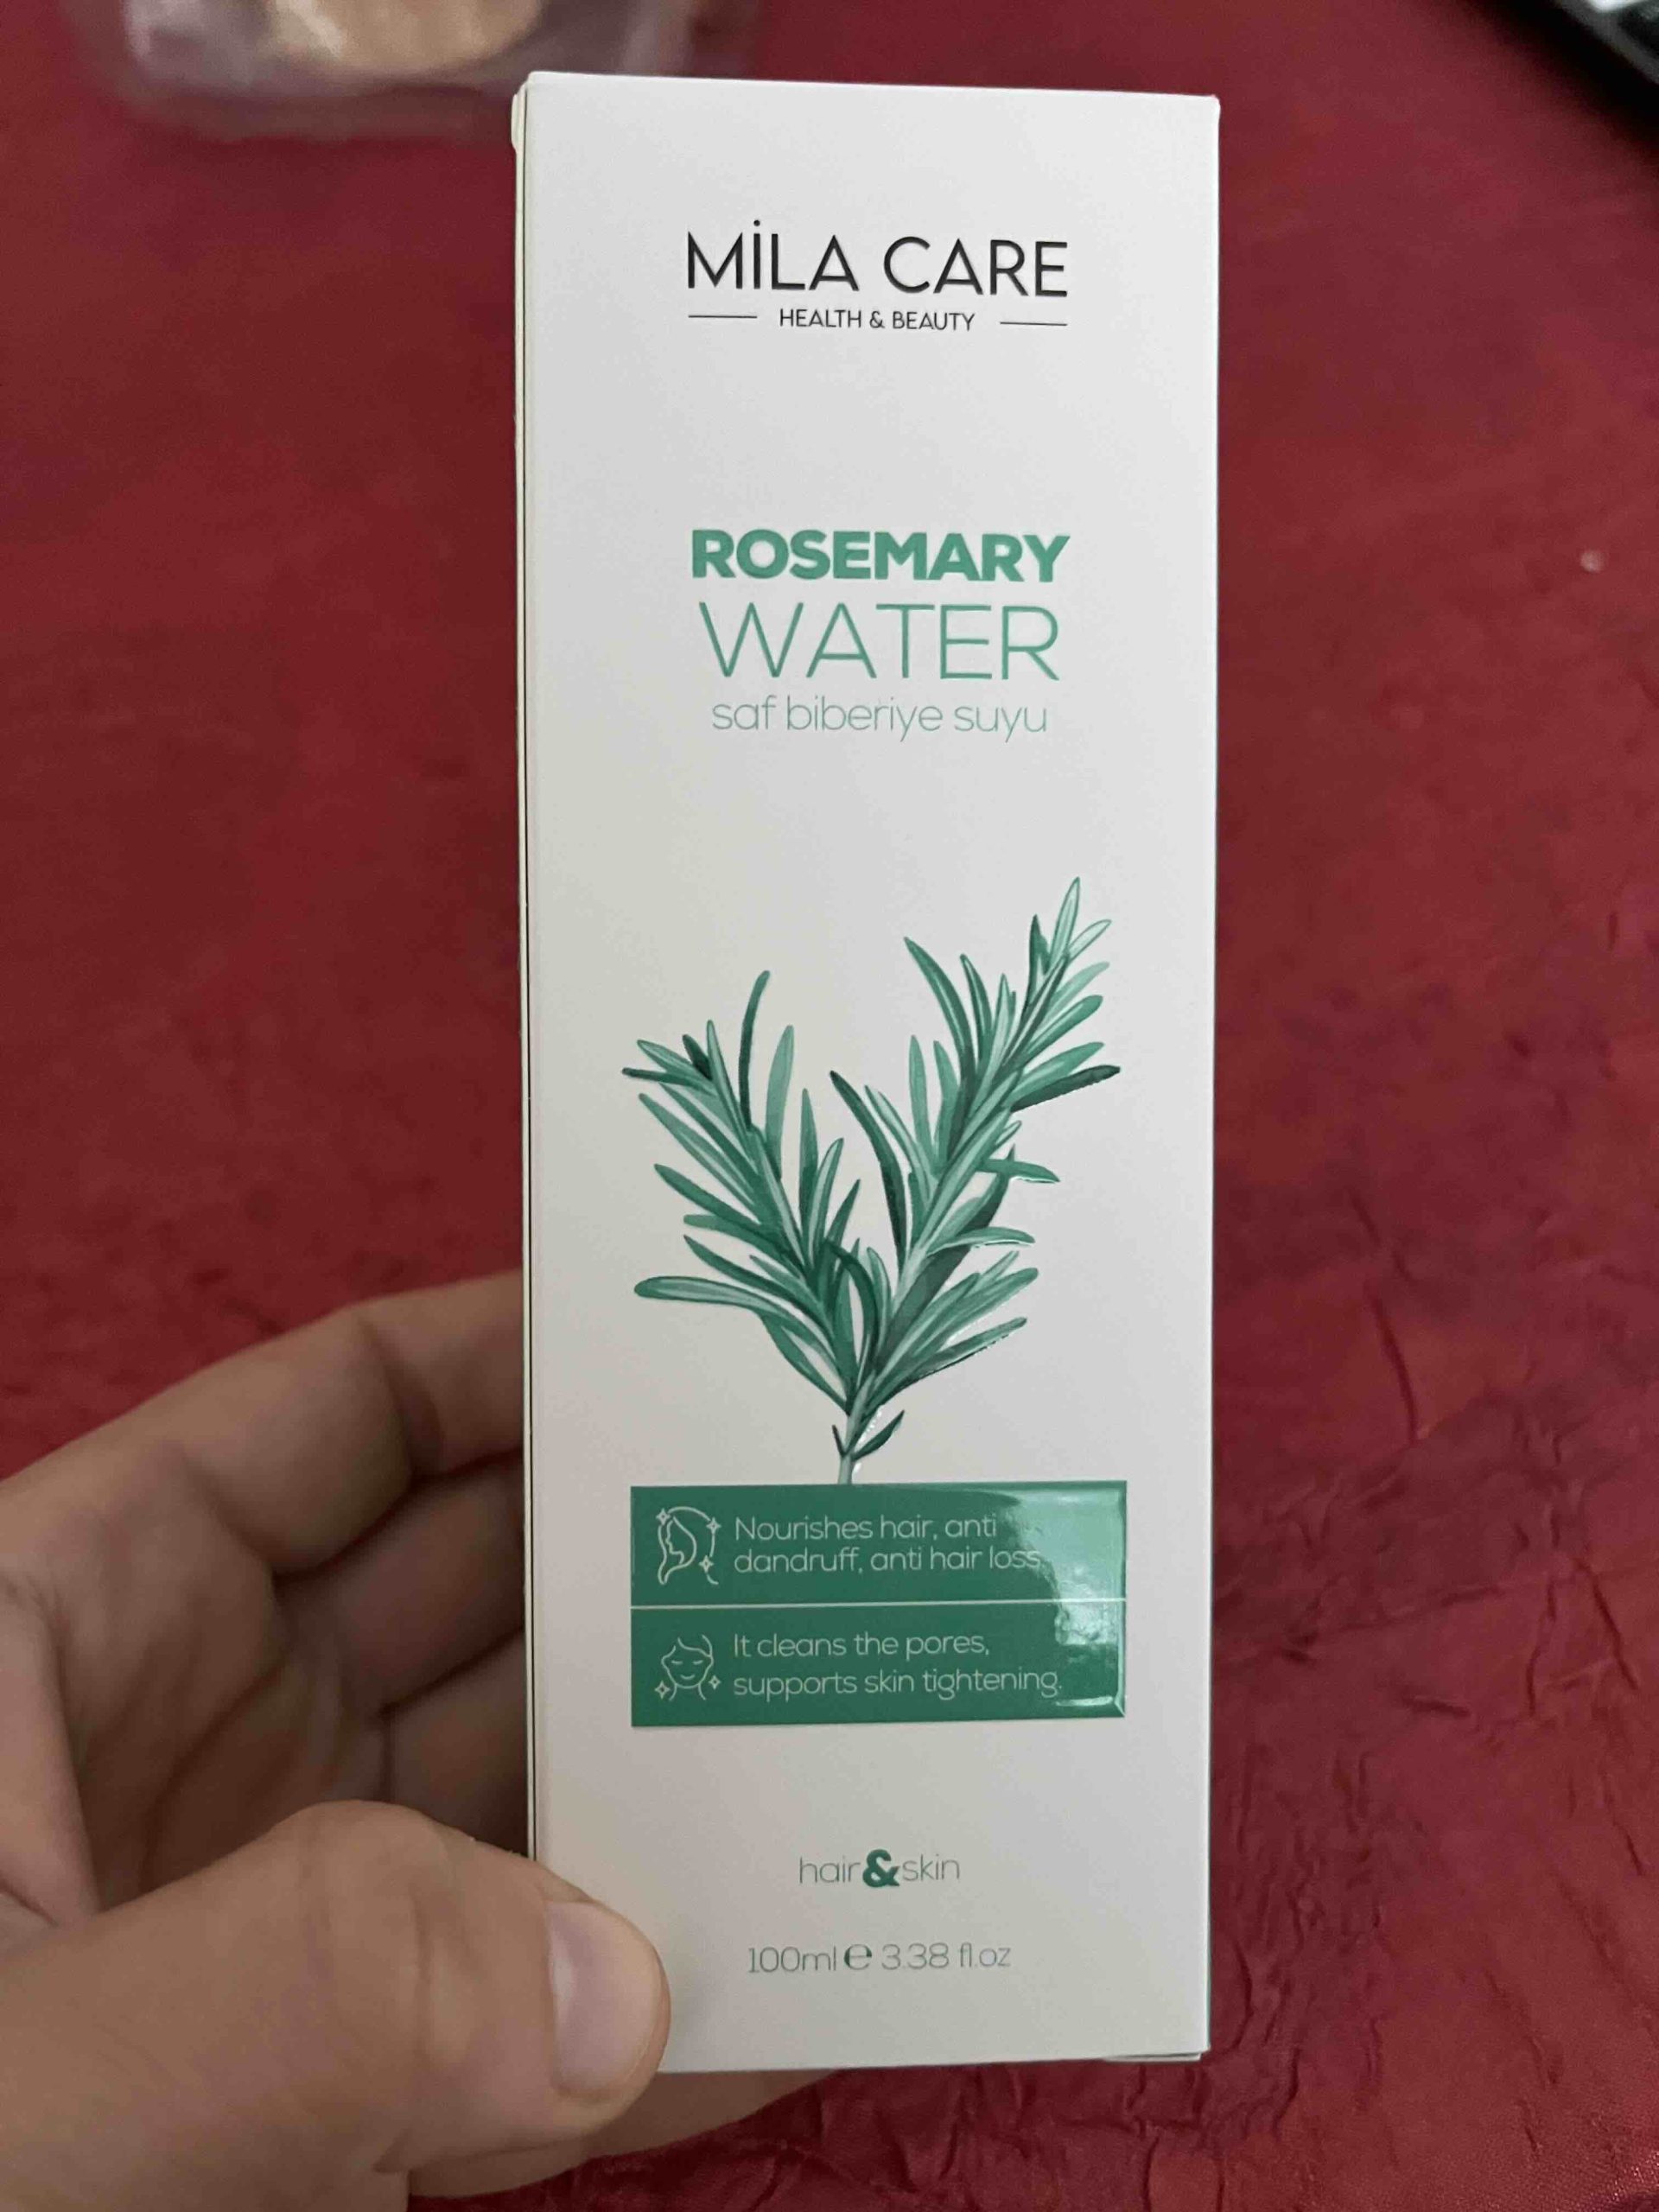 MİLA CARE
HEALTH & BEAUTY
ROSEMARY
WATER
saf biberiye suyu
Nourishes hair, anti
dandruff, anti hair loss.
It cleans the pores,
supports skin tightening.
hair&skin
100ml e 3.38 fl.oz